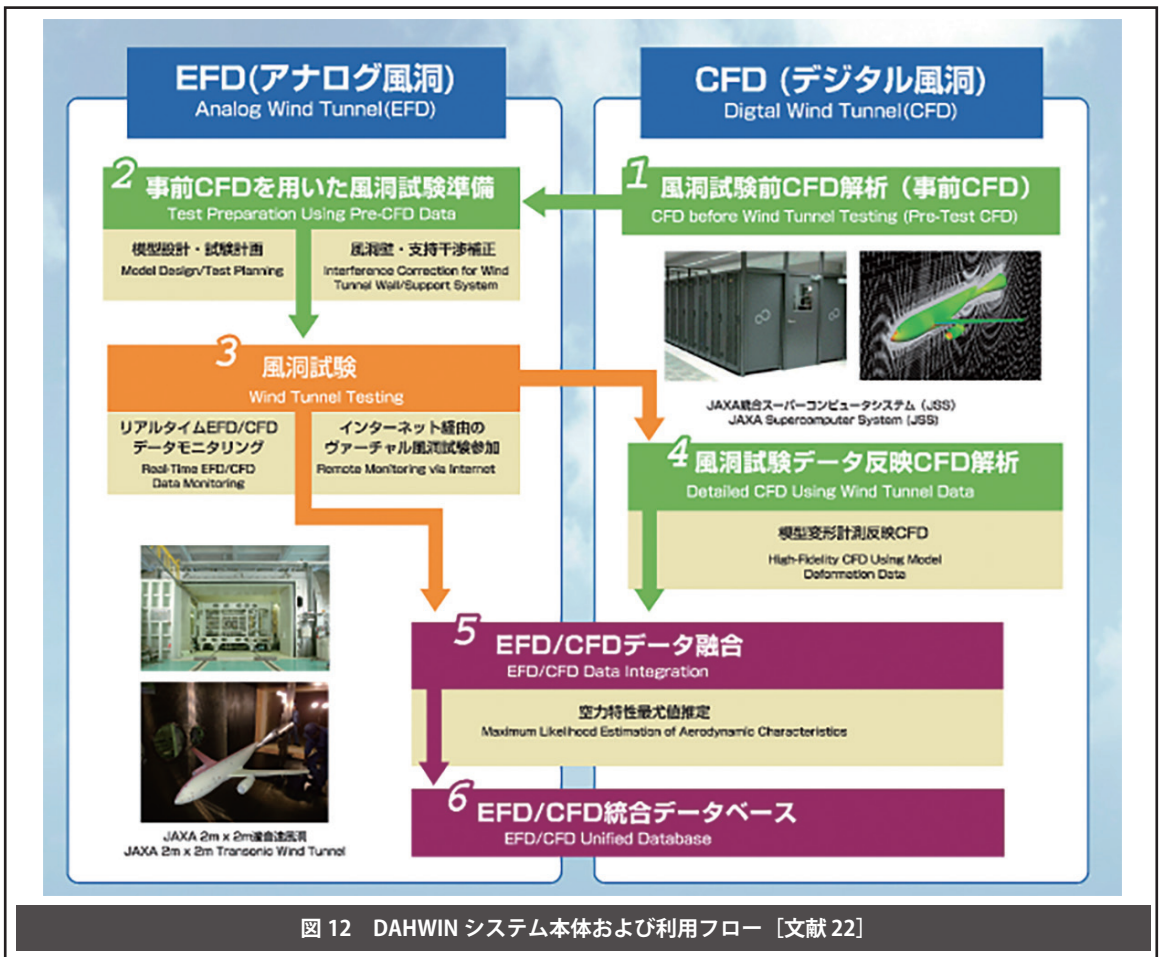 EFD(アナログ風洞)
Analog Wind Tunnel(EFD)
CFD (デジタル風洞)
Digtal Wind Tunnel(CFD)
1
風洞試験前CFD解析（事前CFD）
CFD before Wind Tunnel Testing (Pre-Test CFD)
JAXA統合スーパーコンピュータシステム（JSS）
JAXA Supercomputer System (JSS)
2
事前CFDを用いた風洞試験準備
Test Preparation Using Pre-CFD Data
模型設計・試験計画
Model Design/Test Planning
風洞壁・支持干渉補正
Interference Correction for Wind
Tunnel Wall/Support System
3
風洞試験
Wind Tunnel Testing
リアルタイムEFD/CFD
データモニタリング
Real-Time EFD/CFD
Data Monitoring
インターネット経由の
ヴァーチャル風洞試験参加
Remote Monitoring via Internet
4
風洞試験データ反映CFD解析
Detailed CFD Using Wind Tunnel Data
模型変形計測反映CFD
High-Fidelity CFD Using Model
Deformation Data
JAXA 2m x 2m遷音速風洞
JAXA 2m x 2m Transonic Wind Tunnel
5
EFD/CFDデータ融合
EFD/CFD Data Integration
空力特性最尤値推定
Maximum Likelihood Estimation of Aerodynamic Characteristics
6
EFD/CFD統合データベース
EFD/CFD Unified Database
図 12 DAHWIN システム本体および利用フロー［文献 22］